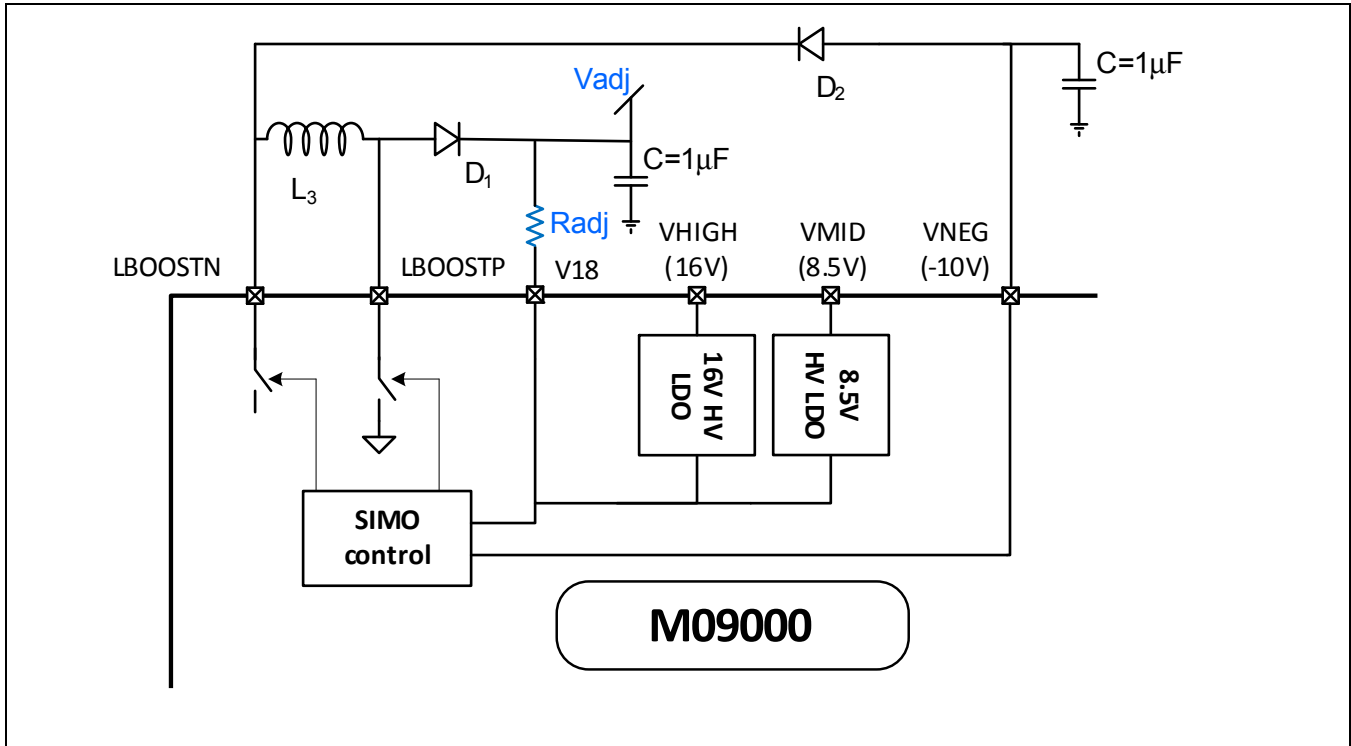 C=1μF
D₂
Vadj
C=1μF
D₁
L₃
Radj
VHIGH
(16V)
VMID
(8.5V)
VNEG
(-10V)
LBOOSTN
LBOOSTP
V18
16V HV
LDO
8.5V
HV LDO
SIMO
control
M09000